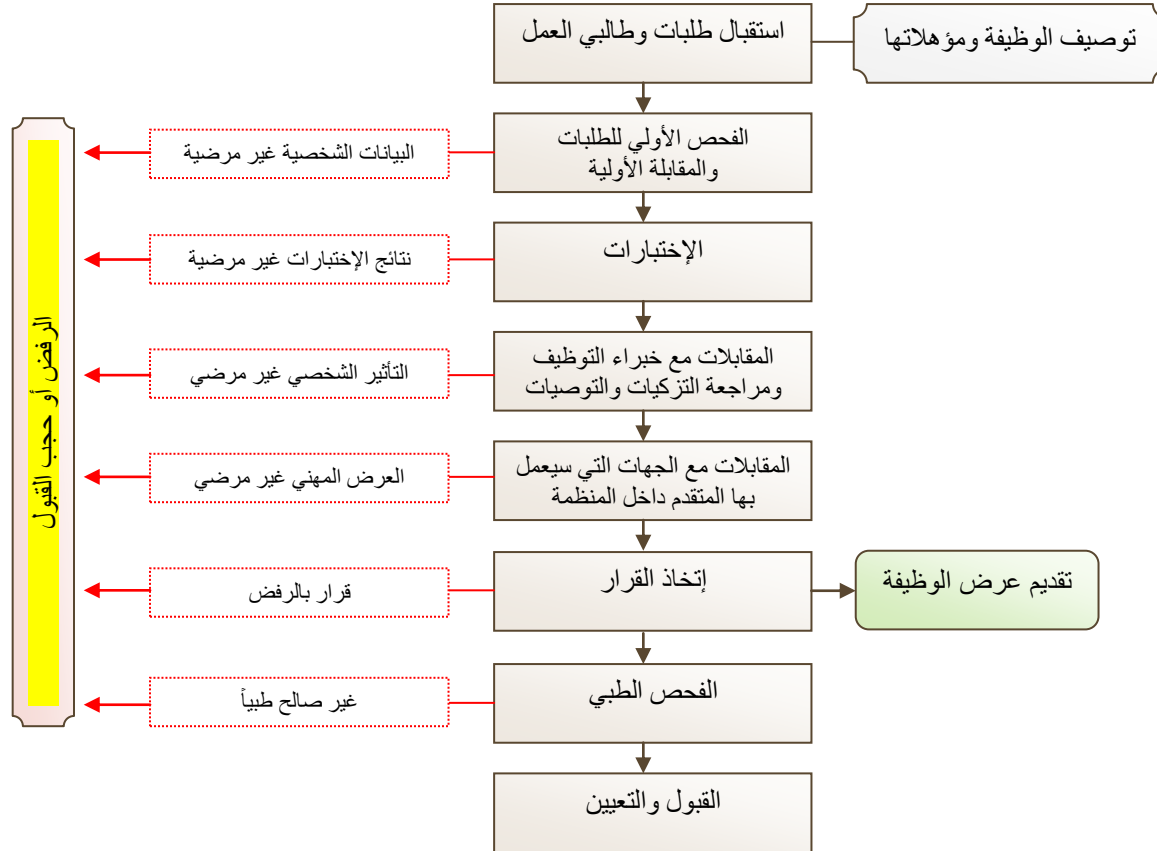 توصيف الوظيفة ومؤهلاتها
استقبال طلبات وطالبي العمل
الفحص الأولي للطلبات
والمقابلة الأولية
البيانات الشخصية غير مرضية
الإختبارات
نتائج الإختبارات غير مرضية
المقابلات مع خبراء التوظيف
ومراجعة التزكيات والتوصيات
التأثير الشخصي غير مرضي
المقابلات مع الجهات التي سيعمل
بها المتقدم داخل المنظمة
العرض المهني غير مرضي
تقديم عرض الوظيفة
إتخاذ القرار
قرار بالرفض
الفحص الطبي
غير صالح طبياً
القبول والتعيين
الرفض أو حجب القبول